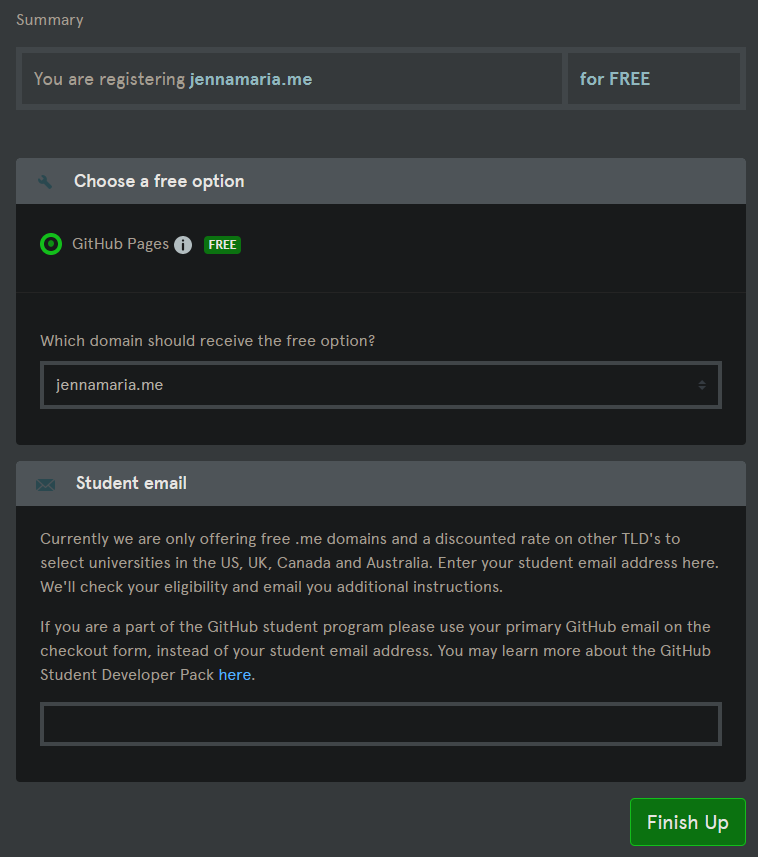 Summary
You are registering jennamaria.me
for FREE
Choose a free option
GitHub Pages i FREE
Which domain should receive the free option?
jennamaria.me
Student email
Currently we are only offering free .me domains and a discounted rate on other TLD's to
select universities in the US, UK, Canada and Australia. Enter your student email address here.
We'll check your eligibility and email you additional instructions.
If you are a part of the GitHub student program please use your primary GitHub email on the
checkout form, instead of your student email address. You may learn more about the GitHub
Student Developer Pack here.
Finish Up